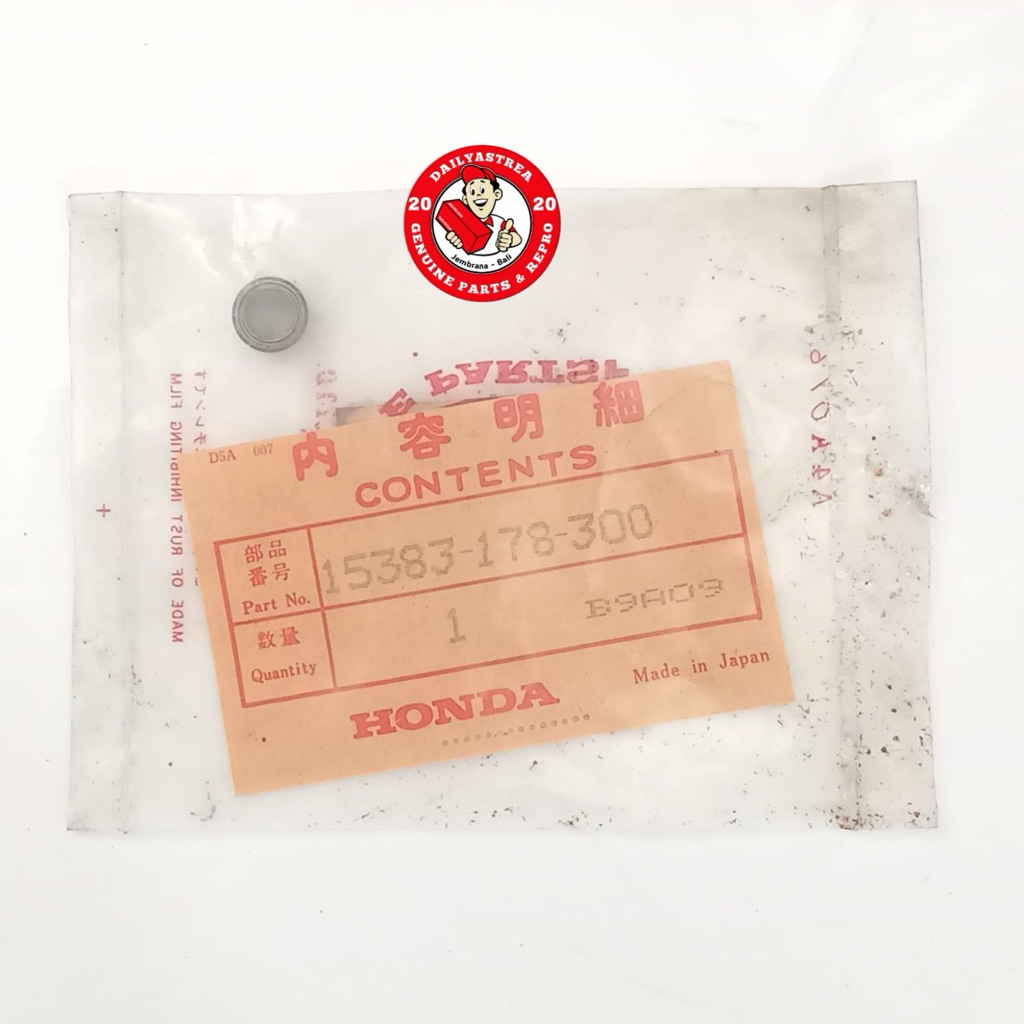 DAILYASTREA
20 20
Jembrana - Bali
GENUINE PARTS & REPRO
E PARTS
MADE OF RUST INHIBITING FILM
D5A 007
内容明細
CONTENTS
部品
番号
Part No.
15383-178-300
数量
Quantity
1
B9A09
HONDA
Made in Japan